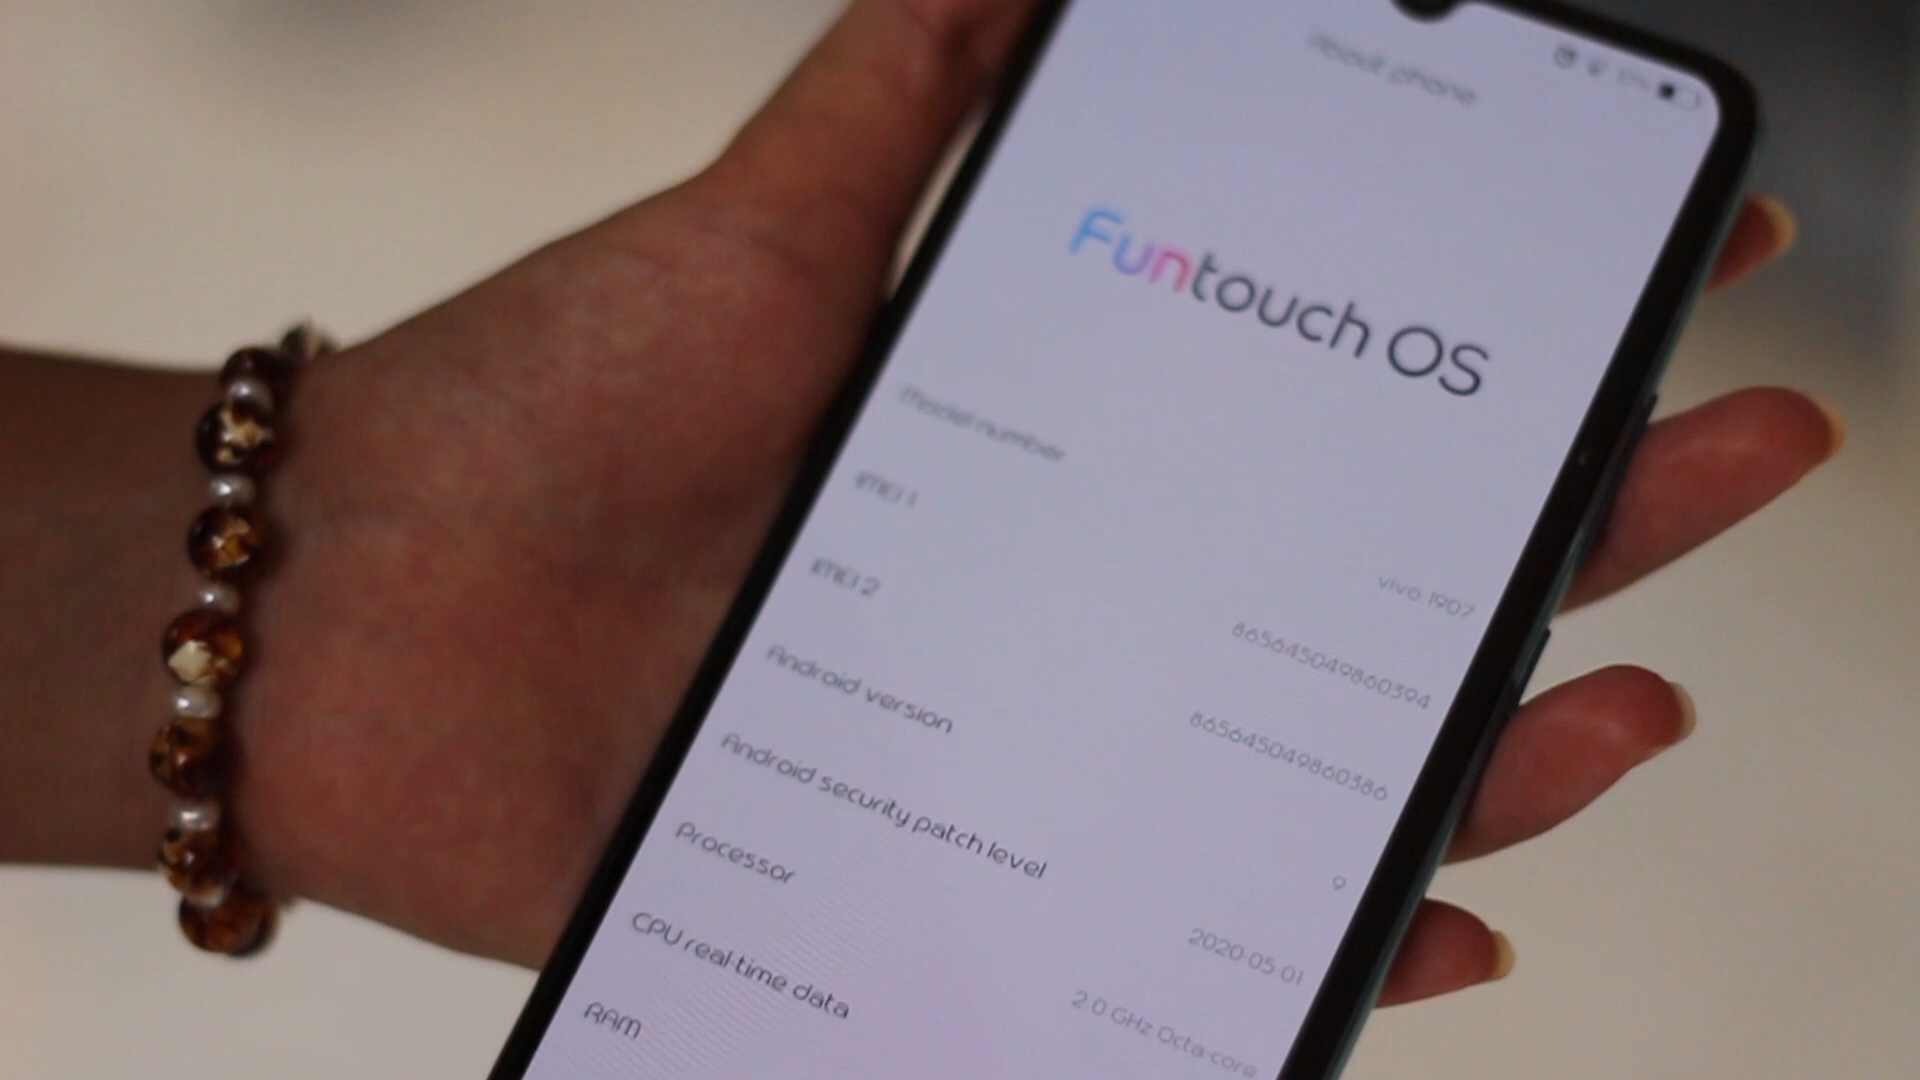 About phone
Funtouch OS
Model number
vivo 1907
IMEI 1
865645049860394
IMEI 2
865645049860386
Android version
9
Android security patch level
2020-05-01
Processor
2.0 GHz Octa-core
CPU real-time data
RAM